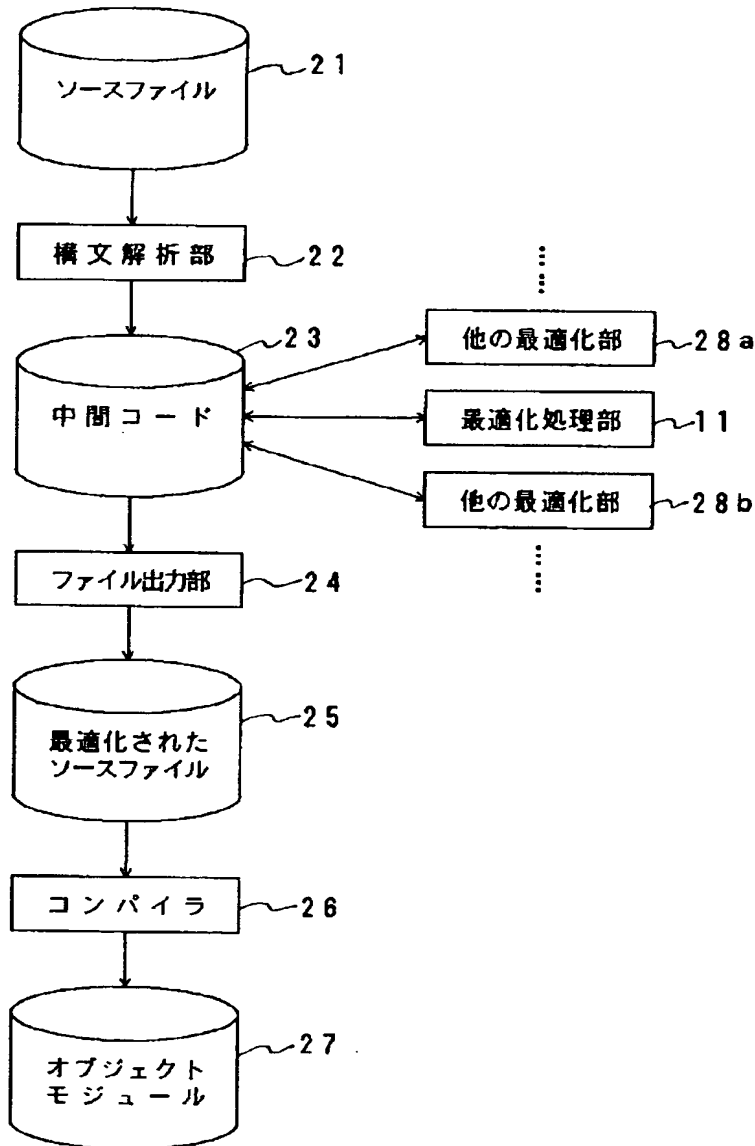 ソースファイル
21
構文解析部
22
中間コード
23
他の最適化部
28a
最適化処理部
11
他の最適化部
28b
ファイル出力部
24
最適化された
ソースファイル
25
コンパイラ
26
オブジェクト
モジュール
27